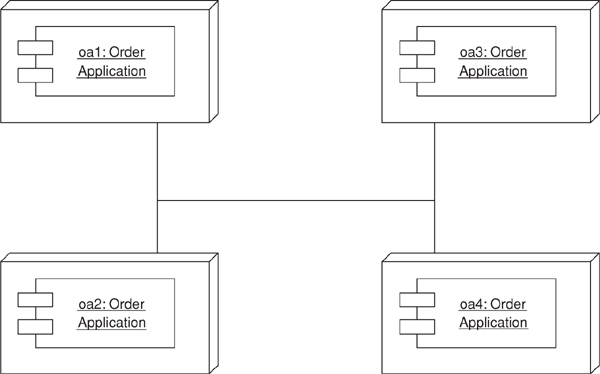 oa1: Order
Application
oa3: Order
Application
oa2: Order
Application
oa4: Order
Application